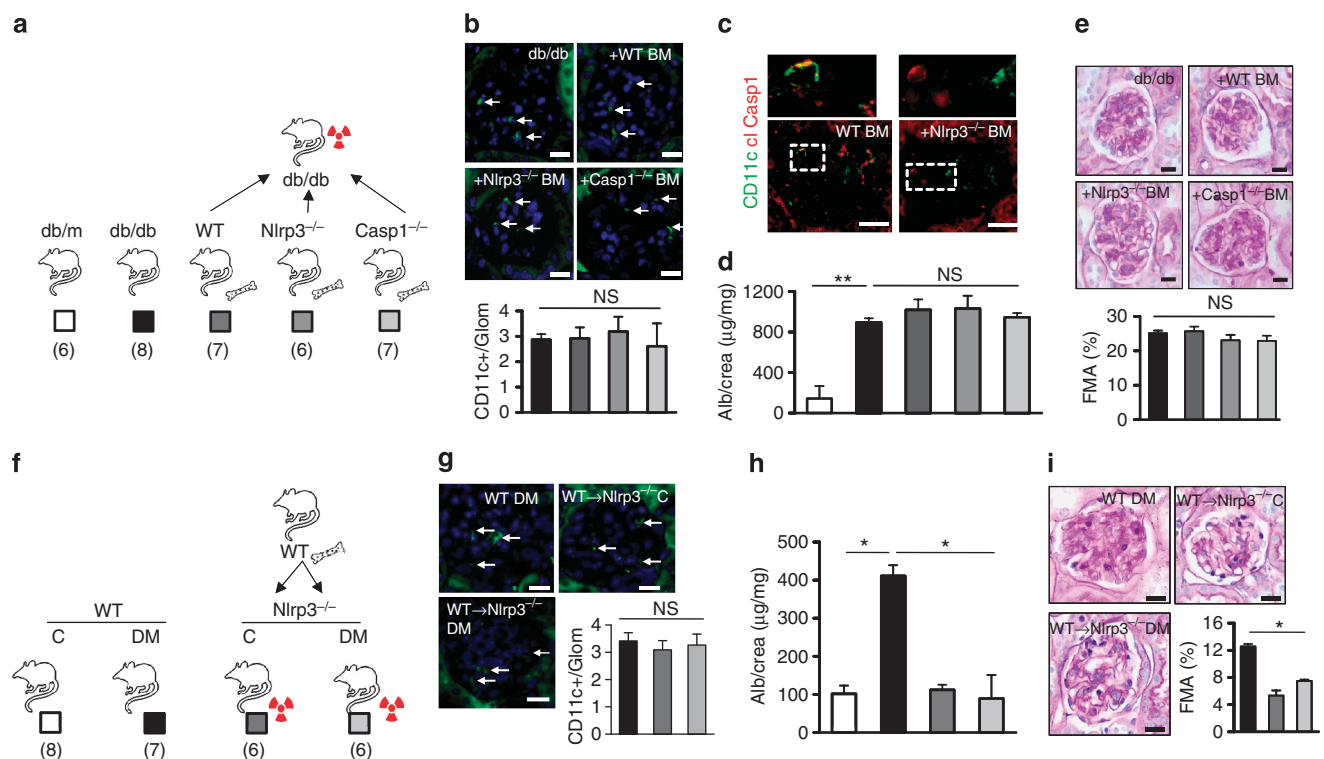 a
db/db
db/m db/db WT Nlrp3–/– Casp1–/–
(6) (8) (7) (6) (7)
b
db/db
+WT BM
+Nlrp3–/– BM
+Casp1–/– BM
NS
CD11c+/Glom
4
3
2
1
0
c
CD11c cl Casp1
WT BM
+Nlrp3–/– BM
d
** NS
Alb/crea (µg/mg)
1200
800
400
0
e
db/db
+WT BM
+Nlrp3–/–BM
+Casp1–/–BM
NS
FMA (%)
30
20
10
0
f
WT
WT Nlrp3–/–
C DM C DM
(8) (7) (6) (6)
g
WT DM
WT→Nlrp3–/–C
WT→Nlrp3–/–
DM
NS
CD11c+/Glom
4
3
2
1
0
h
* *
Alb/crea (µg/mg)
500
400
300
200
100
0
i
WT DM
WT→Nlrp3–/–C
WT→Nlrp3–/–DM
*
FMA (%)
16
12
8
4
0